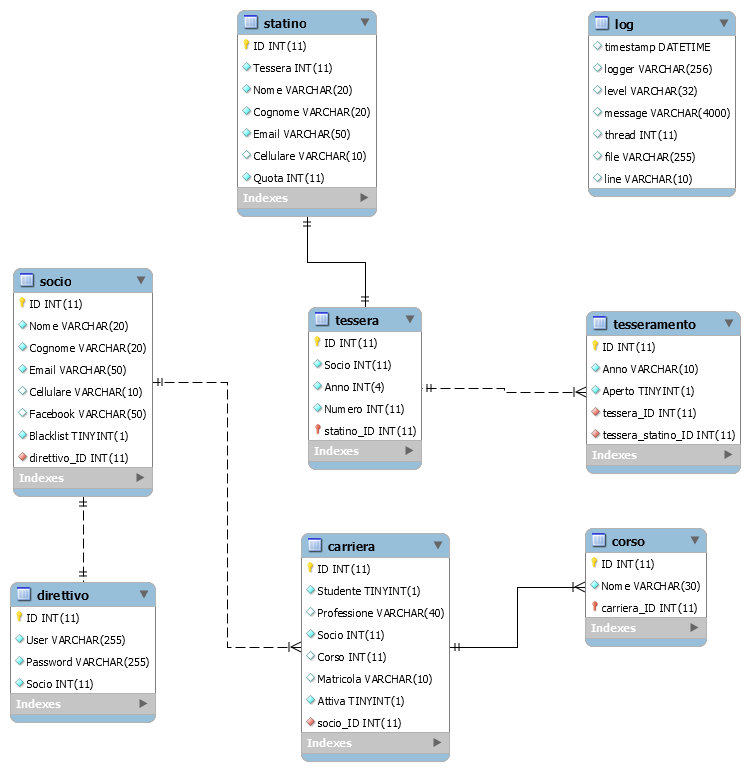 statino
ID INT(11)
Tessera INT(11)
Nome VARCHAR(20)
Cognome VARCHAR(20)
Email VARCHAR(50)
Cellulare VARCHAR(10)
Quota INT(11)
Indexes
log
timestamp DATETIME
logger VARCHAR(256)
level VARCHAR(32)
message VARCHAR(4000)
thread INT(11)
file VARCHAR(255)
line VARCHAR(10)
socio
ID INT(11)
Nome VARCHAR(20)
Cognome VARCHAR(20)
Email VARCHAR(50)
Cellulare VARCHAR(10)
Facebook VARCHAR(50)
Blacklist TINYINT(1)
direttivo_ID INT(11)
Indexes
tessera
ID INT(11)
Socio INT(11)
Anno INT(4)
Numero INT(11)
statino_ID INT(11)
Indexes
tesseramento
ID INT(11)
Anno VARCHAR(10)
Aperto TINYINT(1)
tessera_ID INT(11)
tessera_statino_ID INT(11)
Indexes
direttivo
ID INT(11)
User VARCHAR(255)
Password VARCHAR(255)
Socio INT(11)
Indexes
carriera
ID INT(11)
Studente TINYINT(1)
Professione VARCHAR(40)
Socio INT(11)
Corso INT(11)
Matricola VARCHAR(10)
Attiva TINYINT(1)
socio_ID INT(11)
Indexes
corso
ID INT(11)
Nome VARCHAR(30)
carriera_ID INT(11)
Indexes